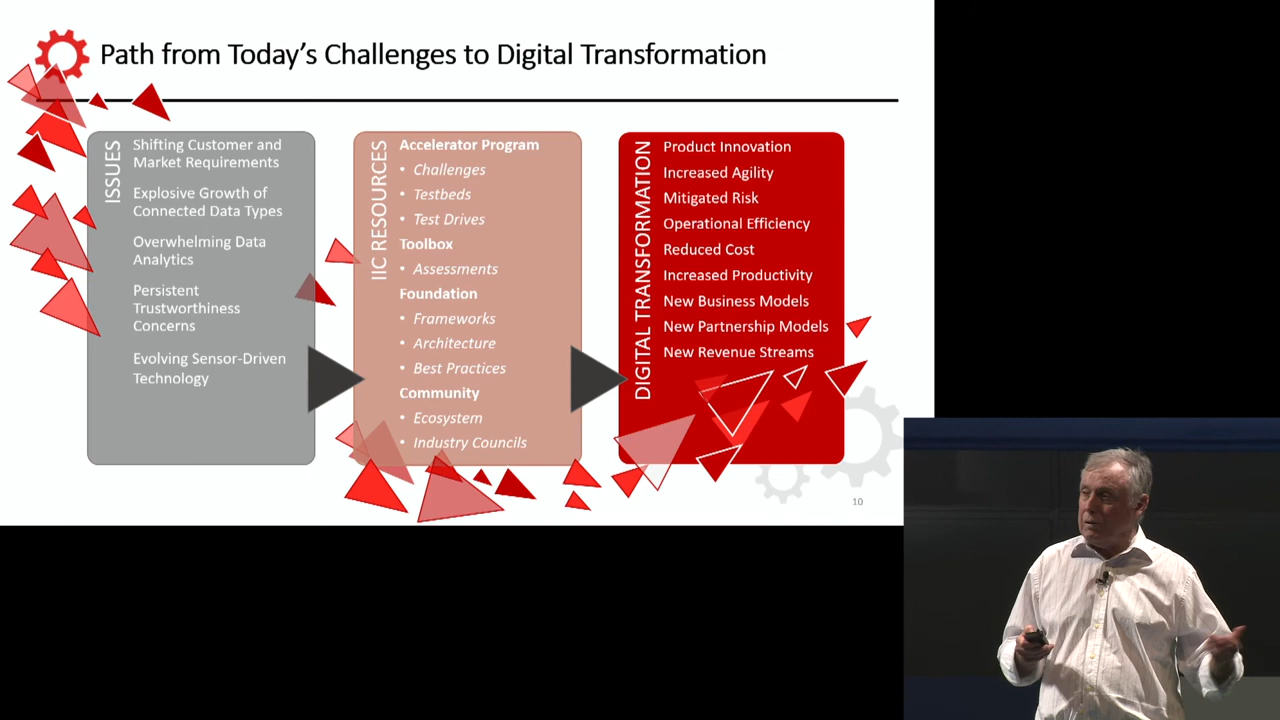 Path from Today's Challenges to Digital Transformation
ISSUES
Shifting Customer and
Market Requirements
Explosive Growth of
Connected Data Types
Overwhelming Data
Analytics
Persistent
Trustworthiness
Concerns
Evolving Sensor-Driven
Technology
IIC RESOURCES
Accelerator Program
• Challenges
• Testbeds
• Test Drives
Toolbox
• Assessments
Foundation
• Frameworks
• Architecture
• Best Practices
Community
• Ecosystem
• Industry Councils
DIGITAL TRANSFORMATION
Product Innovation
Increased Agility
Mitigated Risk
Operational Efficiency
Reduced Cost
Increased Productivity
New Business Models
New Partnership Models
New Revenue Streams
10